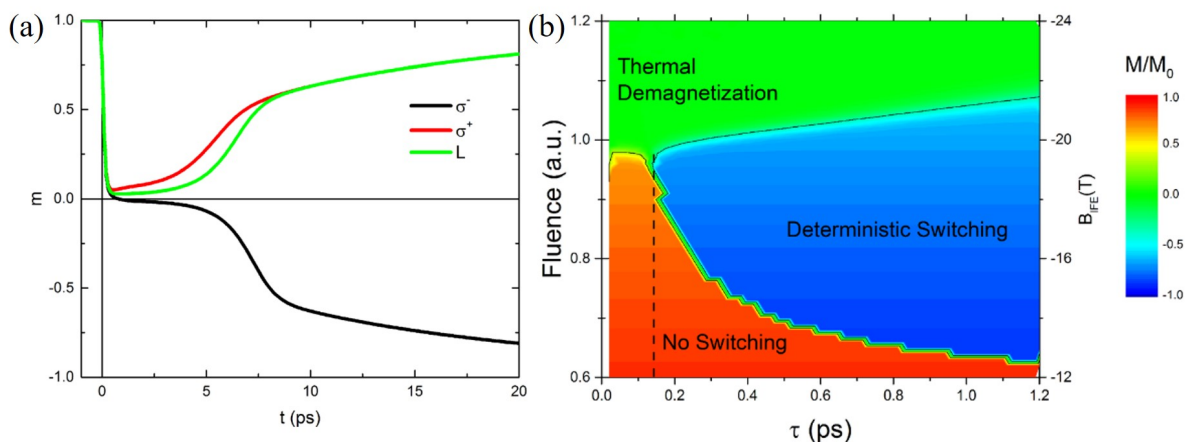 (a)
1.0
0.5
0.0
-0.5
-1.0
m
0
5
10
15
20
t (ps)
σ-
σ+
L
(b)
1.2
1.0
0.8
0.6
Fluence (a.u.)
Thermal
Demagnetization
Deterministic Switching
No Switching
0.0
0.2
0.4
0.6
0.8
1.0
1.2
τ (ps)
-24
-20
-16
-12
BIFE(T)
M/M0
1.0
0.5
0.0
-0.5
-1.0